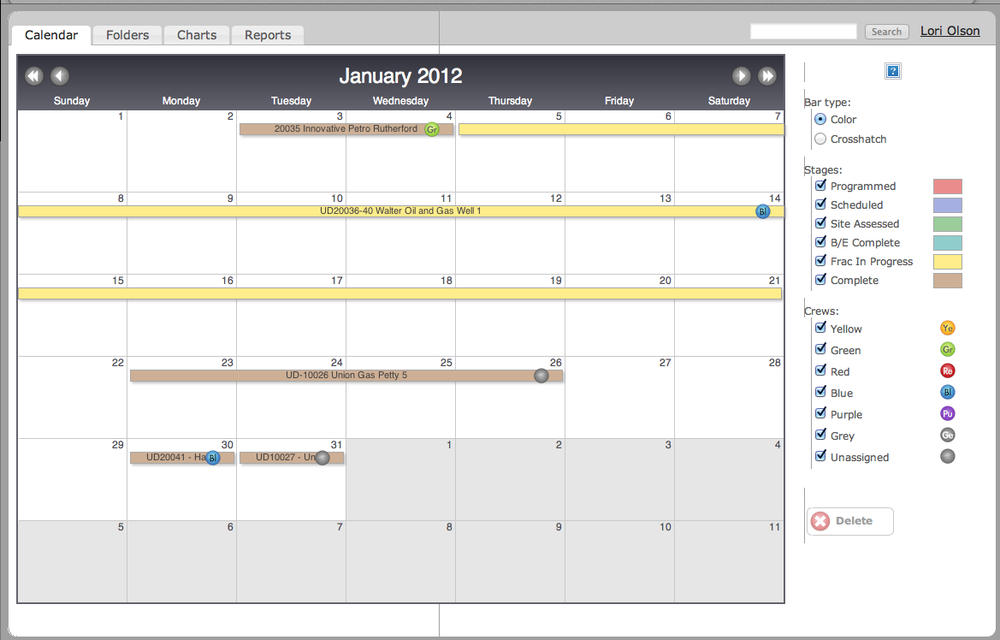 Calendar Folders Charts Reports Search Lori Olson
January 2012
Sunday Monday Tuesday Wednesday Thursday Friday Saturday
1 2 3 4 5 6 7
20035 Innovative Petro Rutherford Gr
8 9 10 11 12 13 14
UD20036-40 Walter Oil and Gas Well 1 Bl
15 16 17 18 19 20 21
22 23 24 25 26 27 28
UD-10026 Union Gas Petty 5
29 30 31 1 2 3 4
UD20041 - Ha Bl UD10027 - Un
5 6 7 8 9 10 11
?
Bar type:
Color
Crosshatch
Stages:
Programmed
Scheduled
Site Assessed
B/E Complete
Frac In Progress
Complete
Crews:
Yellow Ye
Green Gr
Red Re
Blue Bl
Purple Pu
Grey Ge
Unassigned
Delete